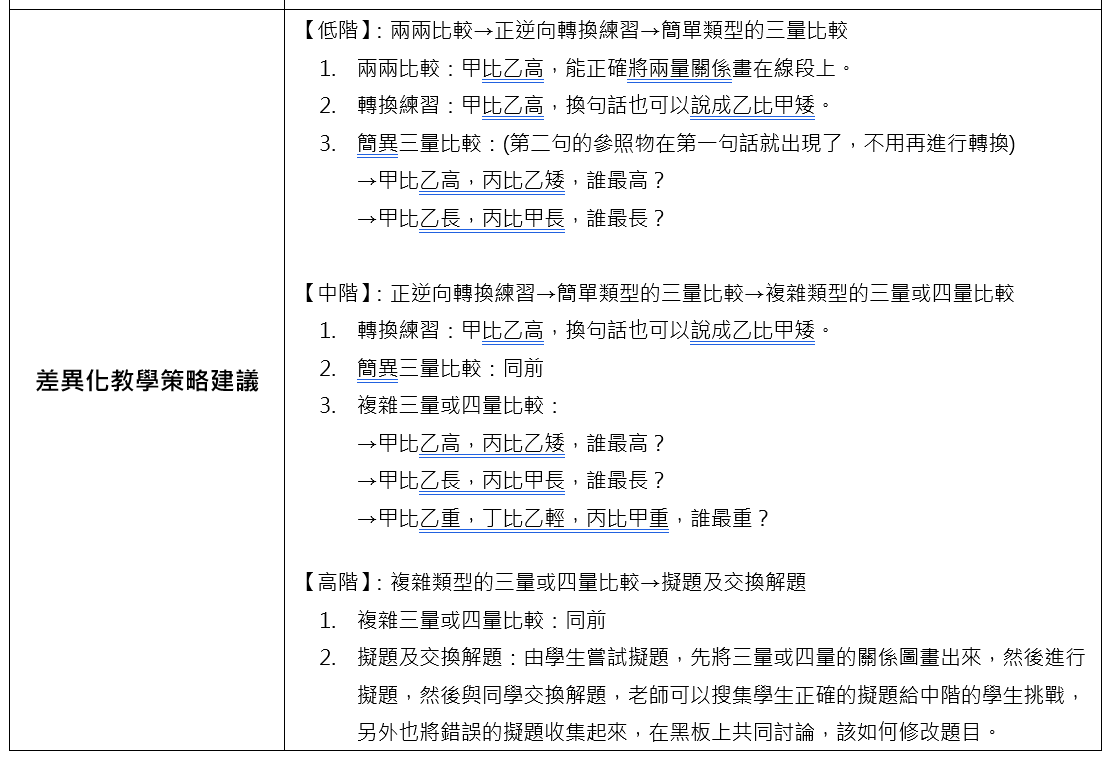 差異化教學策略建議
【低階】：兩兩比較→正逆向轉換練習→簡單類型的三量比較
1. 兩兩比較：甲比乙高，能正確將兩量關係畫在線段上。
2. 轉換練習：甲比乙高，換句話也可以說成乙比甲矮。
3. 簡異三量比較：(第二句的參照物在第一句話就出現了，不用再進行轉換)
→甲比乙高，丙比乙矮，誰最高？
→甲比乙長，丙比甲長，誰最長？
【中階】：正逆向轉換練習→簡單類型的三量比較→複雜類型的三量或四量比較
1. 轉換練習：甲比乙高，換句話也可以說成乙比甲矮。
2. 簡異三量比較：同前
3. 複雜三量或四量比較：
→甲比乙高，丙比乙矮，誰最高？
→甲比乙長，丙比甲長，誰最長？
→甲比乙重，丁比乙輕，丙比甲重，誰最重？
【高階】：複雜類型的三量或四量比較→擬題及交換解題
1. 複雜三量或四量比較：同前
2. 擬題及交換解題：由學生嘗試擬題，先將三量或四量的關係圖畫出來，然後進行
擬題，然後與同學交換解題，老師可以搜集學生正確的擬題給中階的學生挑戰，
另外也將錯誤的擬題收集起來，在黑板上共同討論，該如何修改題目。